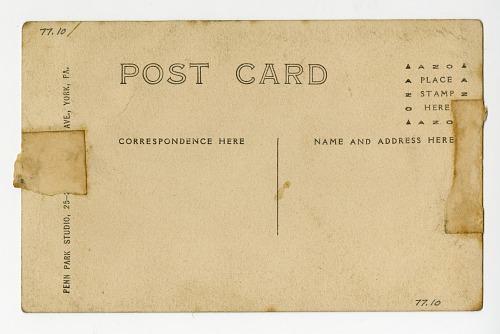 77.10
POST CARD
▲ A N O
PLACE
STAMP
HERE
CORRESPONDENCE HERE
NAME AND ADDRESS HERE
PENN PARK STUDIO, 25- AVE., YORK, PA.
77.10